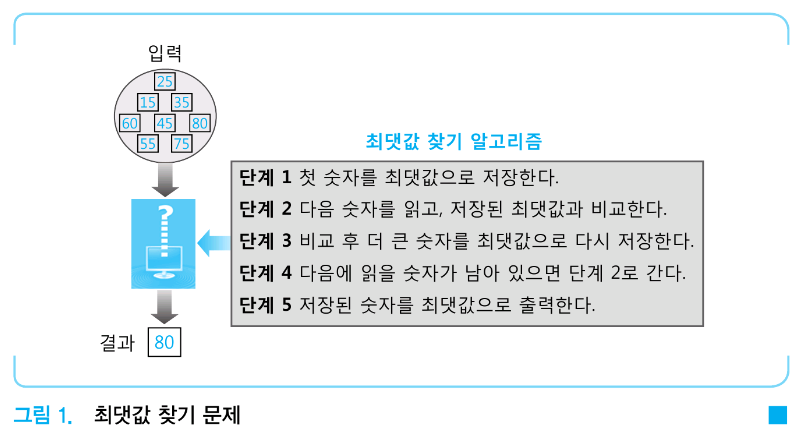 입력
25
15 35
60 45 80
55 75
최댓값 찾기 알고리즘
단계 1 첫 숫자를 최댓값으로 저장한다.
단계 2 다음 숫자를 읽고, 저장된 최댓값과 비교한다.
단계 3 비교 후 더 큰 숫자를 최댓값으로 다시 저장한다.
단계 4 다음에 읽을 숫자가 남아 있으면 단계 2로 간다.
단계 5 저장된 숫자를 최댓값으로 출력한다.
?
결과 80
그림 1. 최댓값 찾기 문제